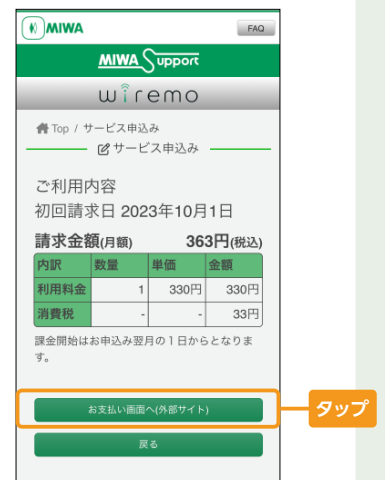 MIWA
FAQ
MIWA Support
wiremo
Top / サービス申込み
サービス申込み
ご利用内容
初回請求日 2023年10月1日
請求金額(月額) 363円(税込)
内訳 数量 単価 金額
利用料金 1 330円 330円
消費税 - - 33円
課金開始はお申込み翌月の1日からとなりま
す。
お支払い画面へ(外部サイト)
タップ
戻る